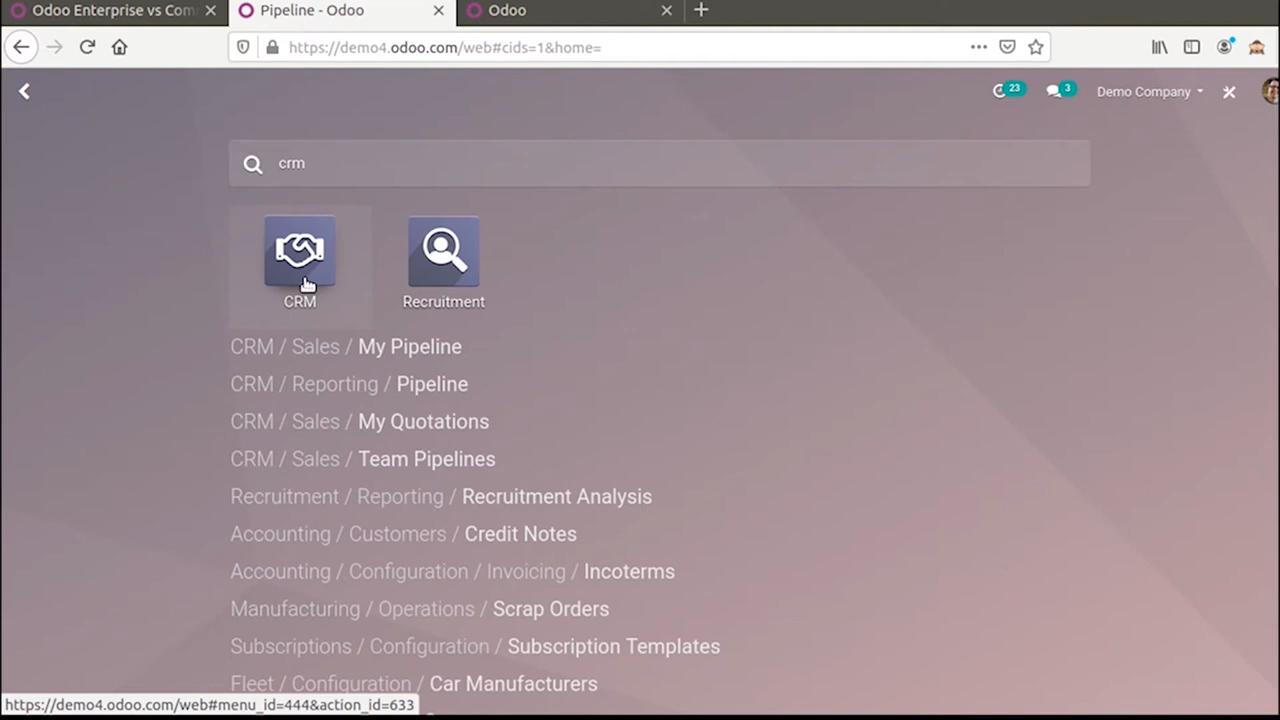 Odoo Enterprise vs Com
Pipeline - Odoo
Odoo
https://demo4.odoo.com/web#cids=1&home=
23
3
Demo Company
crm
CRM
Recruitment
CRM / Sales / My Pipeline
CRM / Reporting / Pipeline
CRM / Sales / My Quotations
CRM / Sales / Team Pipelines
Recruitment / Reporting / Recruitment Analysis
Accounting / Customers / Credit Notes
Accounting / Configuration / Invoicing / Incoterms
Manufacturing / Operations / Scrap Orders
Subscriptions / Configuration / Subscription Templates
Fleet / Configuration / Car Manufacturers
https://demo4.odoo.com/web#menu_id=444&action_id=633